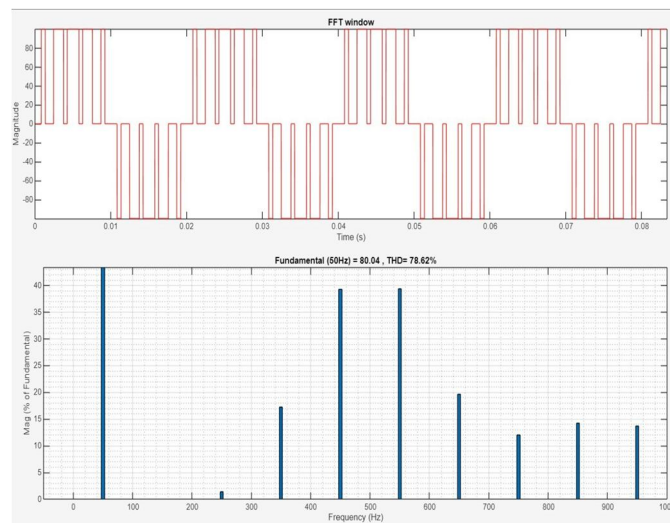 FFT window
80
60
40
20
0
-20
-40
-60
-80
Magnitude
0 0.01 0.02 0.03 0.04 0.05 0.06 0.07 0.08
Time (s)
Fundamental (50Hz) = 80.04 , THD= 78.62%
40
35
30
25
20
15
10
5
0
Mag (% of Fundamental)
0 100 200 300 400 500 600 700 800 900 1000
Frequency (Hz)